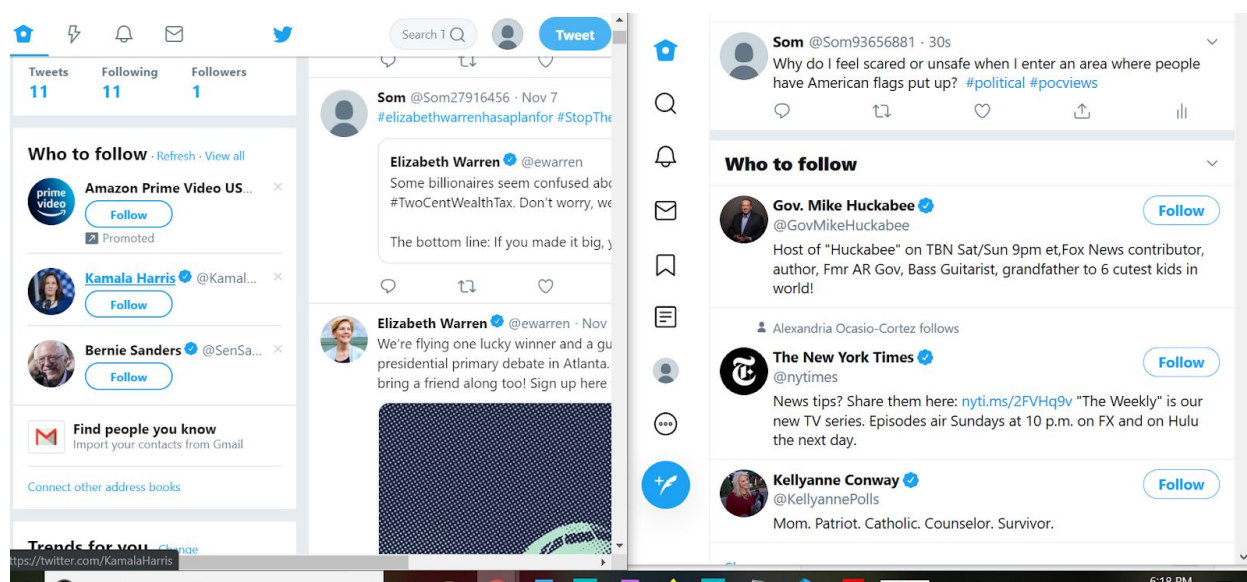 Search T
Tweet
Tweets Following Followers
11 11 1
Who to follow · Refresh · View all
prime video
Amazon Prime Video US...
Follow
Promoted
Kamala Harris @Kamal...
Follow
Bernie Sanders @SenSa...
Follow
Find people you know
Import your contacts from Gmail
Connect other address books
Trends for you · Change
ttps://twitter.com/KamalaHarris
Som @Som27916456 · Nov 7
#elizabethwarrenhasaplanfor #StopThe
Elizabeth Warren @ewarren
Some billionaires seem confused abo
#TwoCentWealthTax. Don't worry, we
The bottom line: If you made it big, y
Elizabeth Warren @ewarren · Nov
We're flying one lucky winner and a gu
presidential primary debate in Atlanta.
bring a friend along too! Sign up here
Som @Som93656881 · 30s
Why do I feel scared or unsafe when I enter an area where people
have American flags put up? #political #pocviews
Who to follow
Gov. Mike Huckabee
@GovMikeHuckabee
Follow
Host of "Huckabee" on TBN Sat/Sun 9pm et,Fox News contributor,
author, Fmr AR Gov, Bass Guitarist, grandfather to 6 cutest kids in
world!
Alexandria Ocasio-Cortez follows
The New York Times
@nytimes
Follow
News tips? Share them here: nyti.ms/2FVHq9v "The Weekly" is our
new TV series. Episodes air Sundays at 10 p.m. on FX and on Hulu
the next day.
Kellyanne Conway
@KellyannePolls
Follow
Mom. Patriot. Catholic. Counselor. Survivor.
6:18 PM